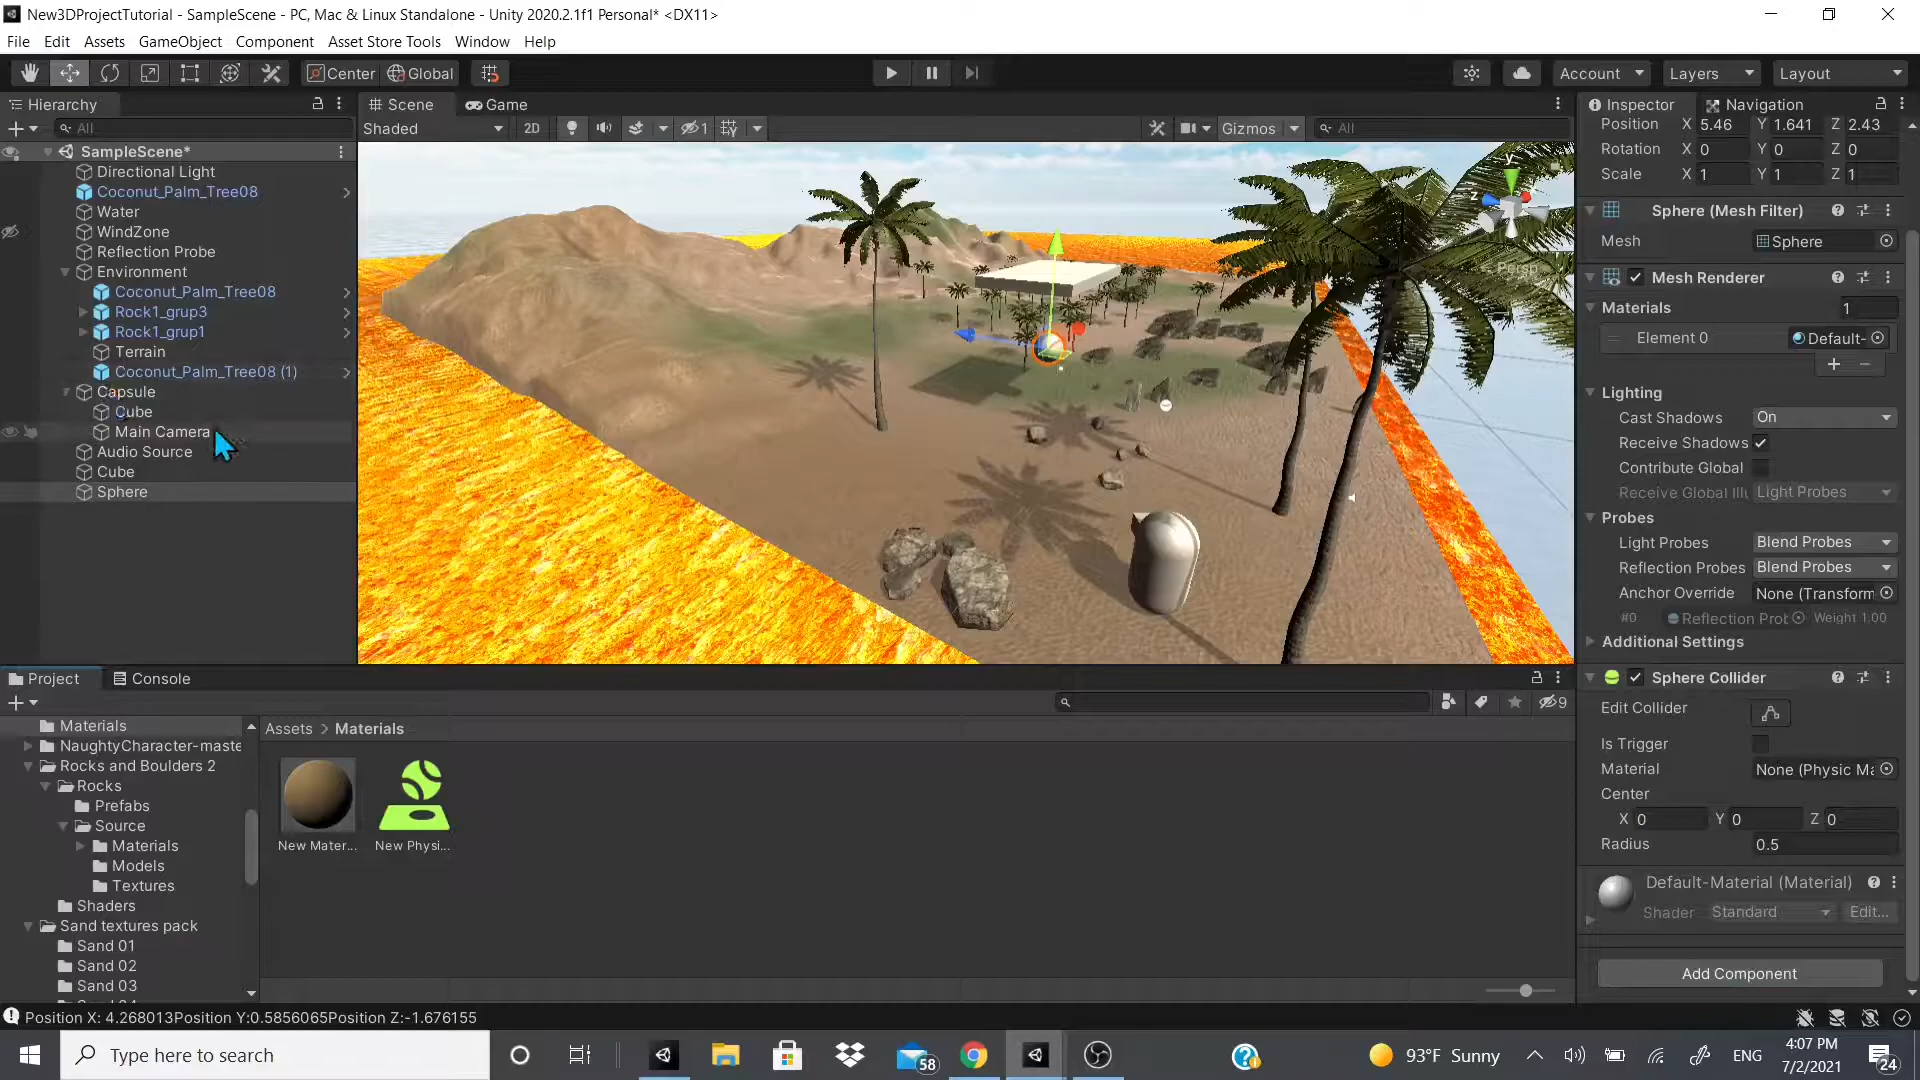 New3DProjectTutorial - SampleScene - PC, Mac & Linux Standalone - Unity 2020.2.1f1 Personal* <DX11>
File Edit Assets GameObject Component Asset Store Tools Window Help
Center Global Account Layers Layout
Hierarchy
All
SampleScene*
Directional Light
Coconut_Palm_Tree08
Water
WindZone
Reflection Probe
Environment
Coconut_Palm_Tree08
Rock1_grup3
Rock1_grup1
Terrain
Coconut_Palm_Tree08 (1)
Capsule
Cube
Main Camera
Audio Source
Cube
Sphere
Scene Game
Shaded 2D 1 Gizmos All
y
z
Persp
Inspector Navigation
Position X 5.46 Y 1.641 Z 2.43
Rotation X 0 Y 0 Z 0
Scale X 1 Y 1 Z 1
Sphere (Mesh Filter)
Mesh Sphere
Mesh Renderer
Materials 1
Element 0 Default-
Lighting
Cast Shadows On
Receive Shadows
Contribute Global
Receive Global Illu Light Probes
Probes
Light Probes Blend Probes
Reflection Probes Blend Probes
Anchor Override None (Transform
#0 Reflection Prob Weight 1.00
Additional Settings
Sphere Collider
Edit Collider
Is Trigger
Material None (Physic Ma
Center
X 0 Y 0 Z 0
Radius 0.5
Default-Material (Material)
Shader Standard Edit...
Add Component
Project Console
9
Materials
NaughtyCharacter-maste
Rocks and Boulders 2
Rocks
Prefabs
Source
Materials
Models
Textures
Shaders
Sand textures pack
Sand 01
Sand 02
Sand 03
Assets > Materials
New Mater... New Physi...
Position X: 4.268013Position Y:0.5856065Position Z:-1.676155
Type here to search
58
93°F Sunny
ENG
4:07 PM
7/2/2021
24